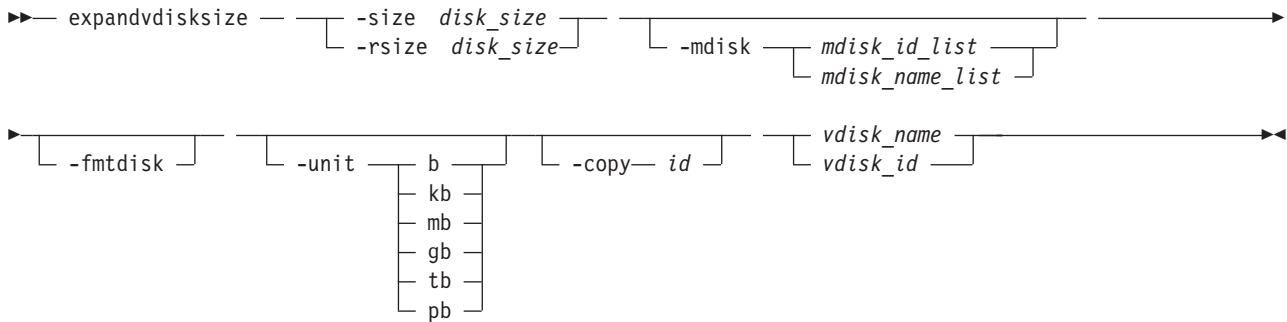 expandvdisksize -size disk_size -mdisk mdisk_id_list
-rsize disk_size mdisk_name_list
-fmtdisk -unit b -copy id vdisk_name
kb vdisk_id
mb
gb
tb
pb